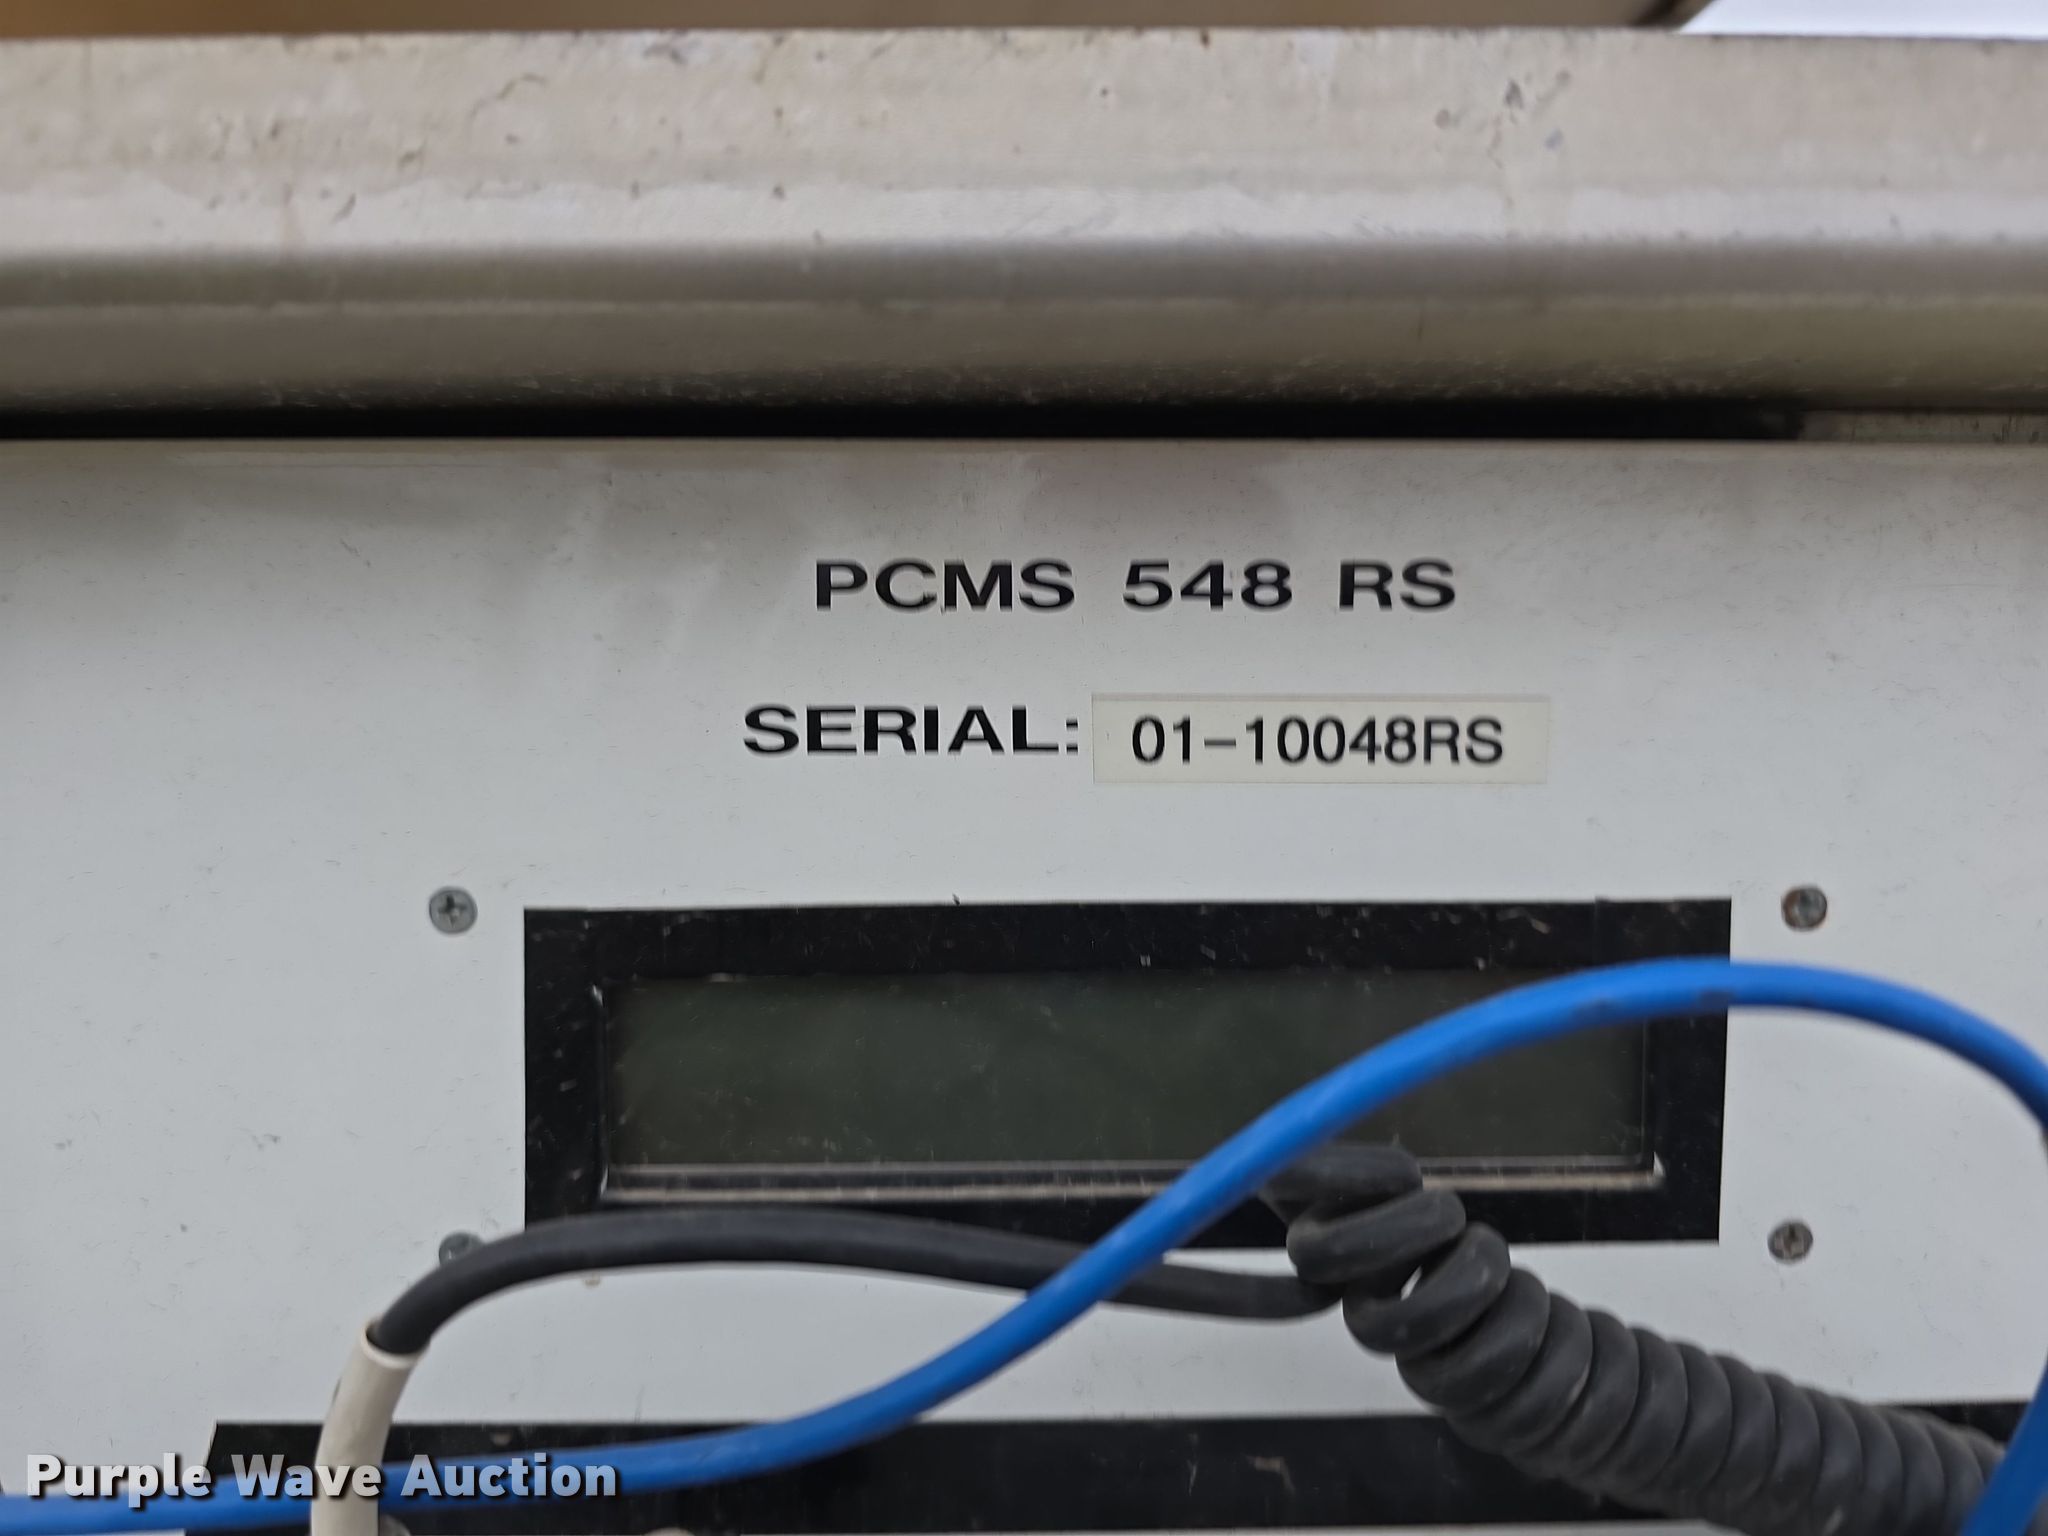 PCMS 548 RS
SERIAL: 01-10048RS
Purple Wave Auction